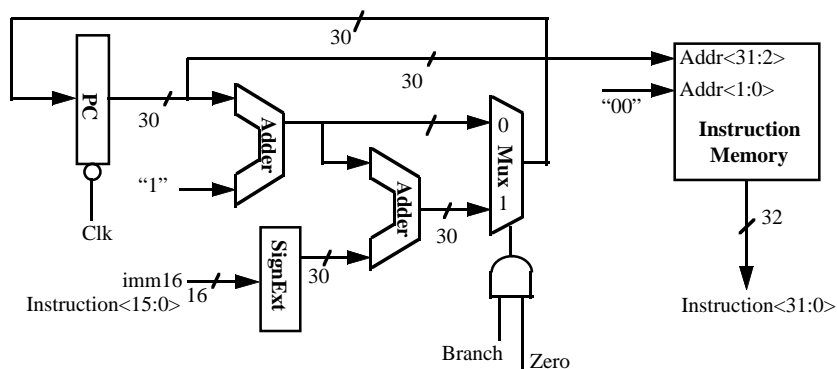 30
30
PC
30
Adder
"1"
Clk
Adder
30
SignExt
30
imm16
16
Instruction<15:0>
0
Mux
1
Branch
Zero
Addr<31:2>
"00"
Addr<1:0>
Instruction
Memory
32
Instruction<31:0>